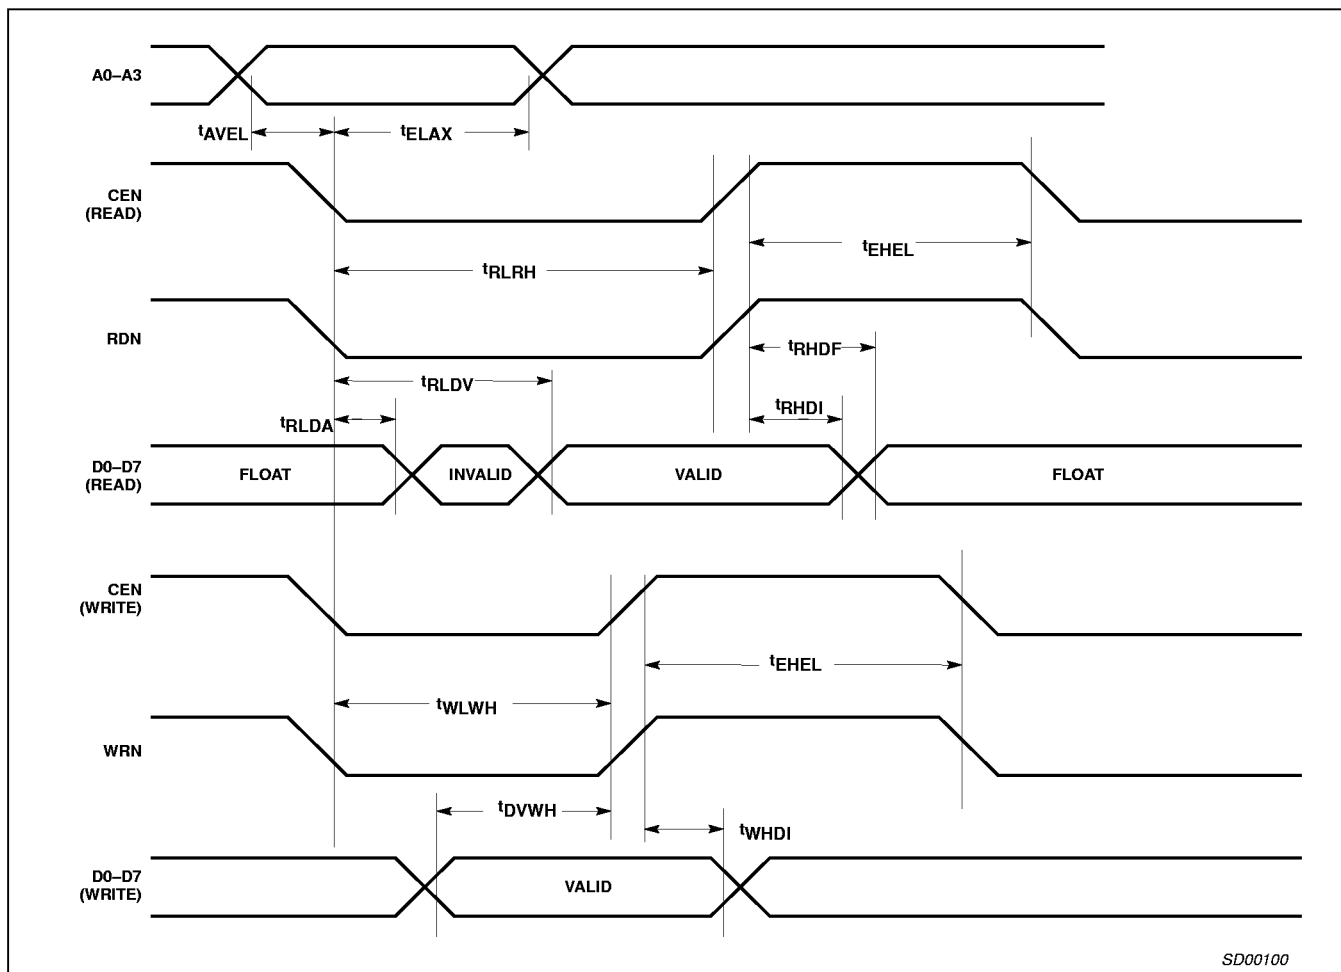 A0–A3
tAVEL
tELAX
CEN
(READ)
tEHEL
tRLRH
RDN
tRHDF
tRLDV
tRHDI
tRLDA
D0–D7
(READ)
FLOAT
INVALID
VALID
FLOAT
CEN
(WRITE)
tEHEL
tWLWH
WRN
tDVWH
tWHDI
D0–D7
(WRITE)
VALID
SD00100